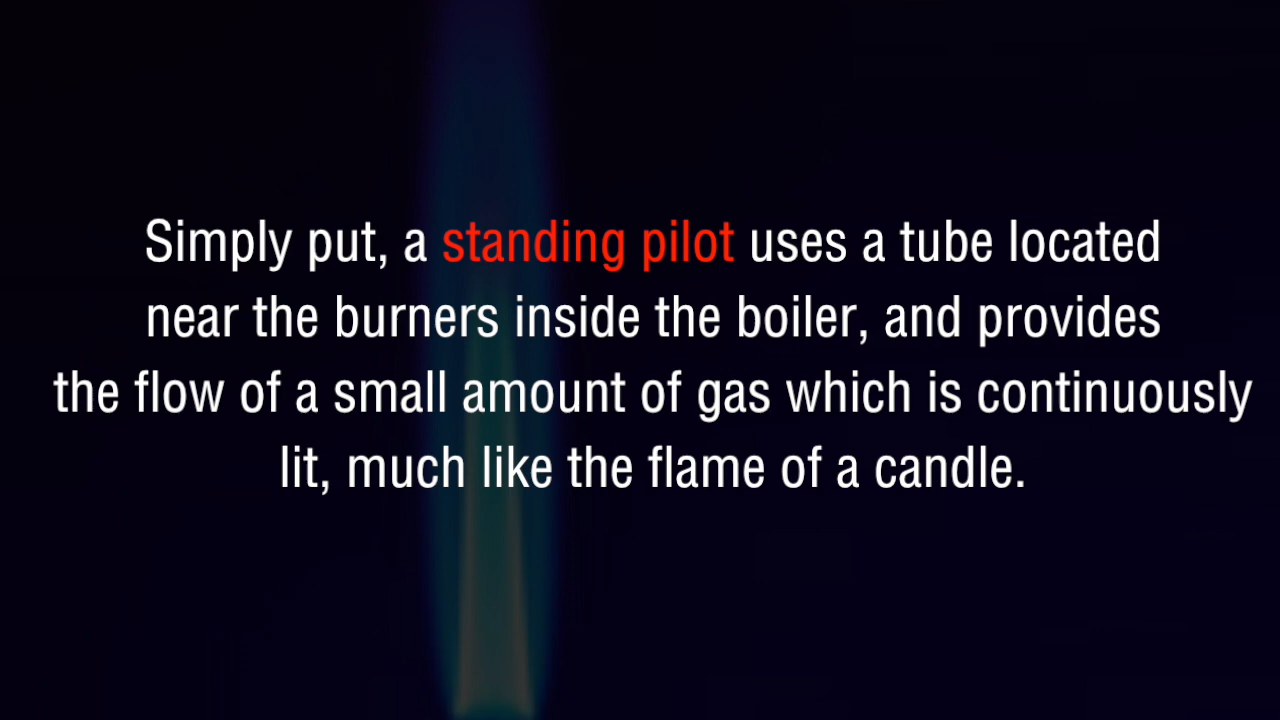 Simply put, a standing pilot uses a tube located
near the burners inside the boiler, and provides
the flow of a small amount of gas which is continuously
lit, much like the flame of a candle.